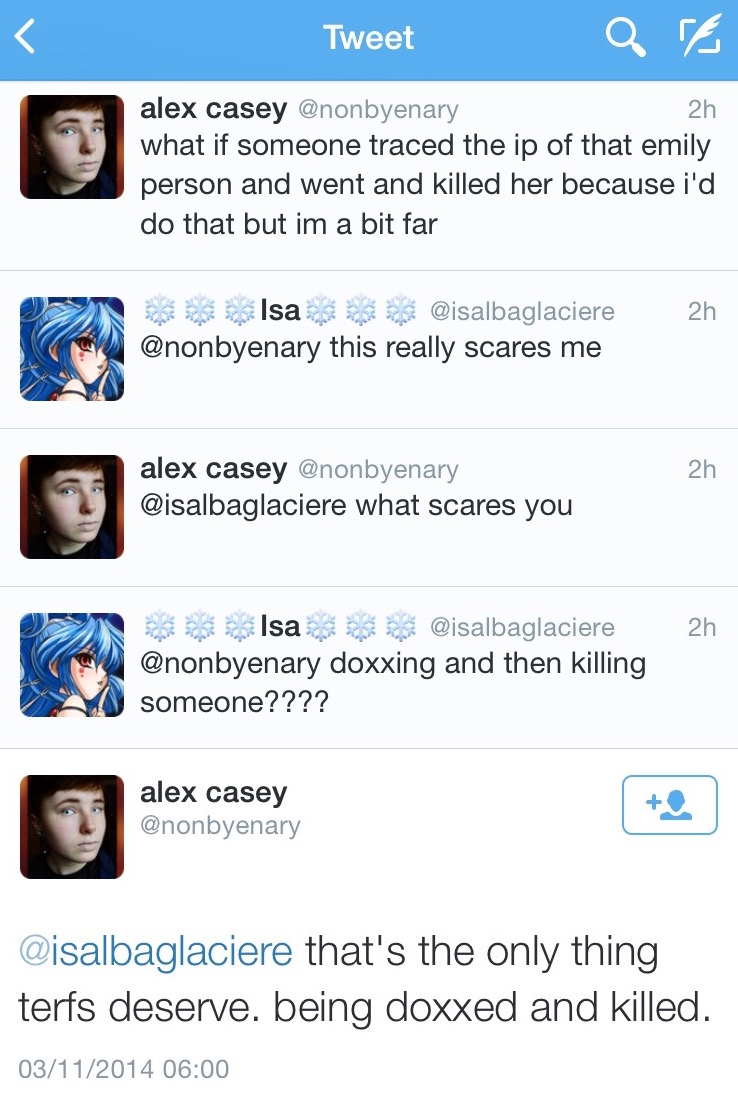 Tweet
alex casey @nonbyenary 2h
what if someone traced the ip of that emily
person and went and killed her because i'd
do that but im a bit far
❄️❄️❄️Isa❄️❄️❄️ @isalbaglaciere 2h
@nonbyenary this really scares me
alex casey @nonbyenary 2h
@isalbaglaciere what scares you
❄️❄️❄️Isa❄️❄️❄️ @isalbaglaciere 2h
@nonbyenary doxxing and then killing
someone????
alex casey
@nonbyenary
@isalbaglaciere that's the only thing
terfs deserve. being doxxed and killed.
03/11/2014 06:00